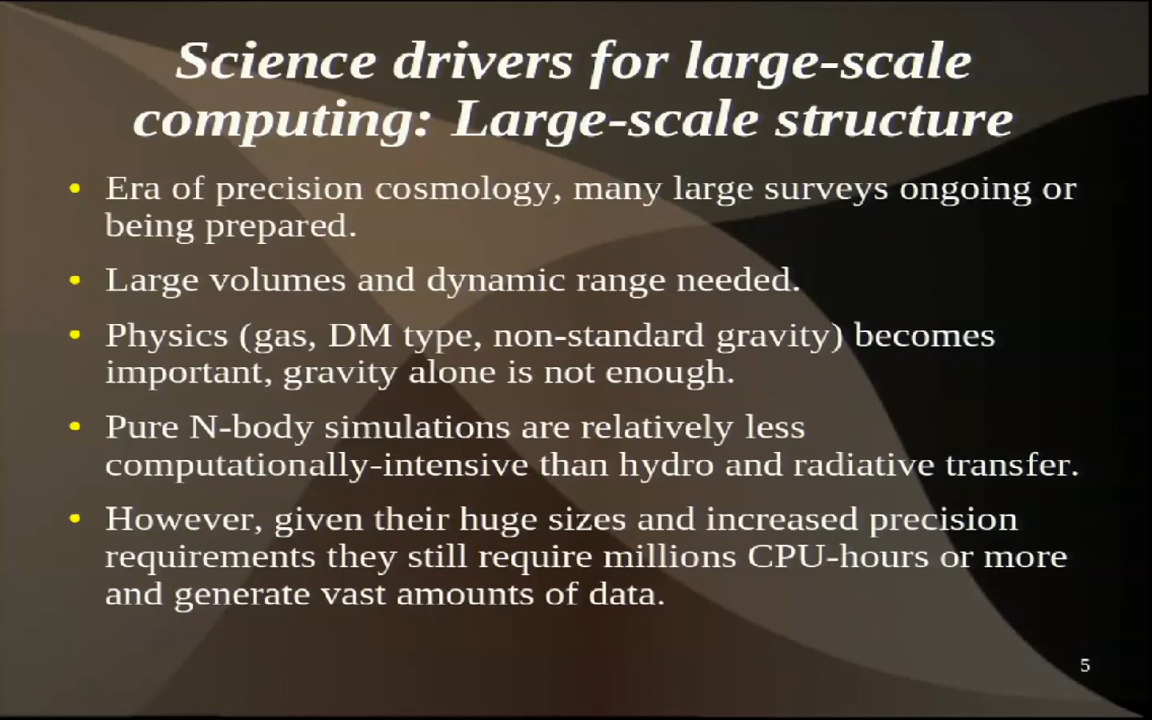 Science drivers for large-scale
computing: Large-scale structure
• Era of precision cosmology, many large surveys ongoing or
being prepared.
• Large volumes and dynamic range needed.
• Physics (gas, DM type, non-standard gravity) becomes
important, gravity alone is not enough.
• Pure N-body simulations are relatively less
computationally-intensive than hydro and radiative transfer.
• However, given their huge sizes and increased precision
requirements they still require millions CPU-hours or more
and generate vast amounts of data.
5